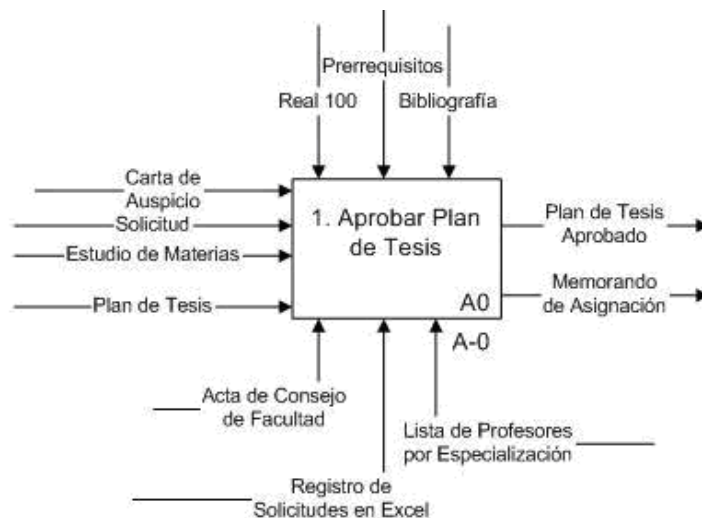 Prerrequisitos
Real 100
Bibliografía
Carta de
Auspicio
Solicitud
Estudio de Materias
Plan de Tesis
1. Aprobar Plan
de Tesis
A0
A-0
Plan de Tesis
Aprobado
Memorando
de Asignación
Acta de Consejo
de Facultad
Lista de Profesores
por Especialización
Registro de
Solicitudes en Excel